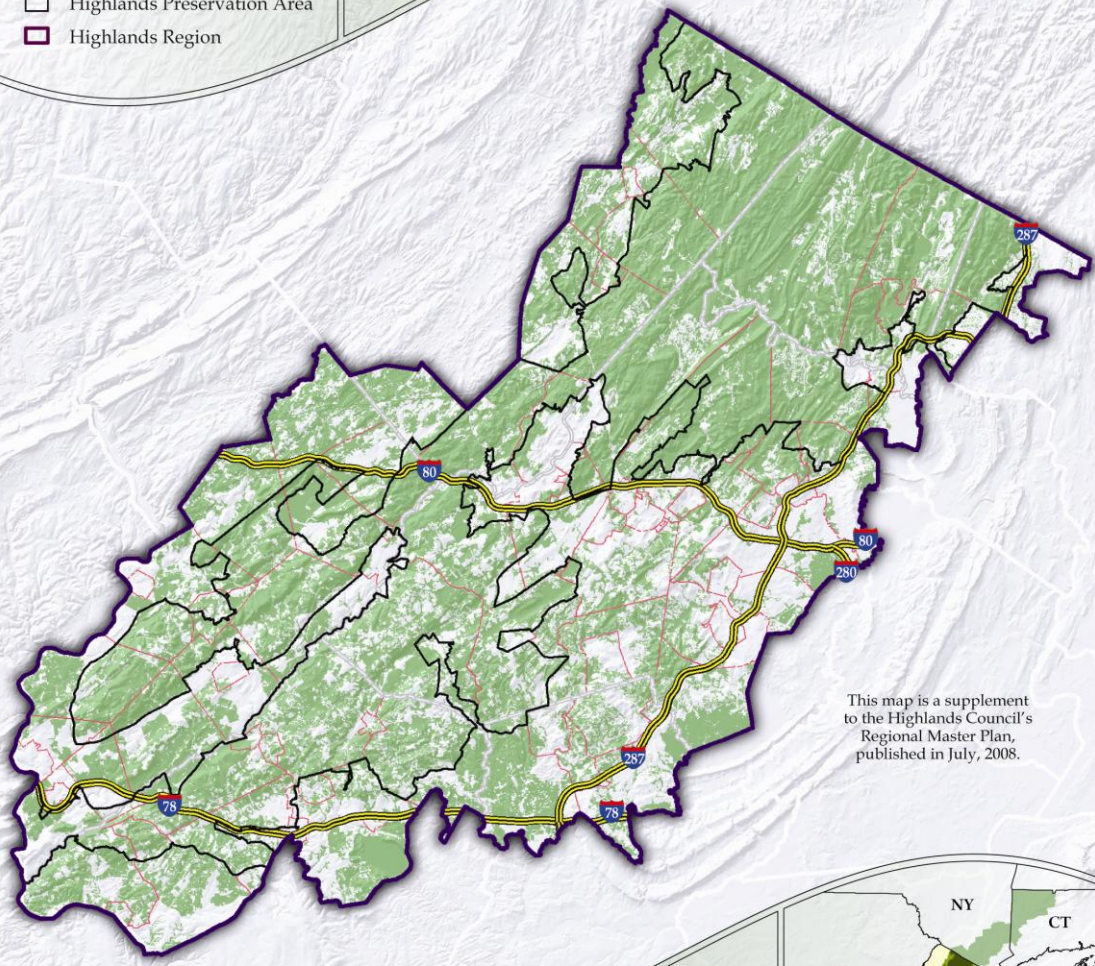 Highlands Preservation Area
Highlands Region
287
80
80
280
This map is a supplement
to the Highlands Council's
Regional Master Plan,
published in July, 2008.
287
78
78
NY
CT